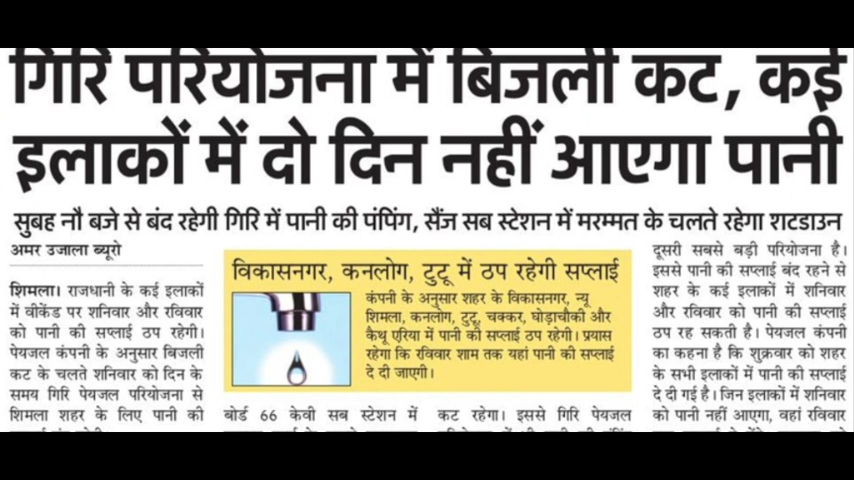 गिरि परियोजना में बिजली कट, कई
इलाकों में दो दिन नहीं आएगा पानी
सुबह नौ बजे से बंद रहेगी गिरि में पानी की पंपिंग, सैंज सब स्टेशन में मरम्मत के चलते रहेगा शटडाउन
अमर उजाला ब्यूरो
शिमला। राजधानी के कई इलाकों
में वीकेंड पर शनिवार और रविवार
को पानी की सप्लाई ठप रहेगी।
पेयजल कंपनी के अनुसार बिजली
कट के चलते शनिवार को दिन के
समय गिरि पेयजल परियोजना से
शिमला शहर के लिए पानी की
विकासनगर, कनलोग, टुटू में ठप रहेगी सप्लाई
कंपनी के अनुसार शहर के विकासनगर, न्यू
शिमला, कनलोग, टुटू, चक्कर, घोड़ाचौकी और
कैथू एरिया में पानी की सप्लाई ठप रहेगी। प्रयास
रहेगा कि रविवार शाम तक यहां पानी की सप्लाई
दे दी जाएगी।
बोर्ड 66 केवी सब स्टेशन में
कट रहेगा। इससे गिरि पेयजल
दूसरी सबसे बड़ी परियोजना है।
इससे पानी की सप्लाई बंद रहने से
शहर के कई इलाकों में शनिवार
और रविवार को पानी की सप्लाई
ठप रह सकती है। पेयजल कंपनी
का कहना है कि शुक्रवार को शहर
के सभी इलाकों में पानी की सप्लाई
दे दी गई है। जिन इलाकों में शनिवार
को पानी नहीं आएगा, वहां रविवार